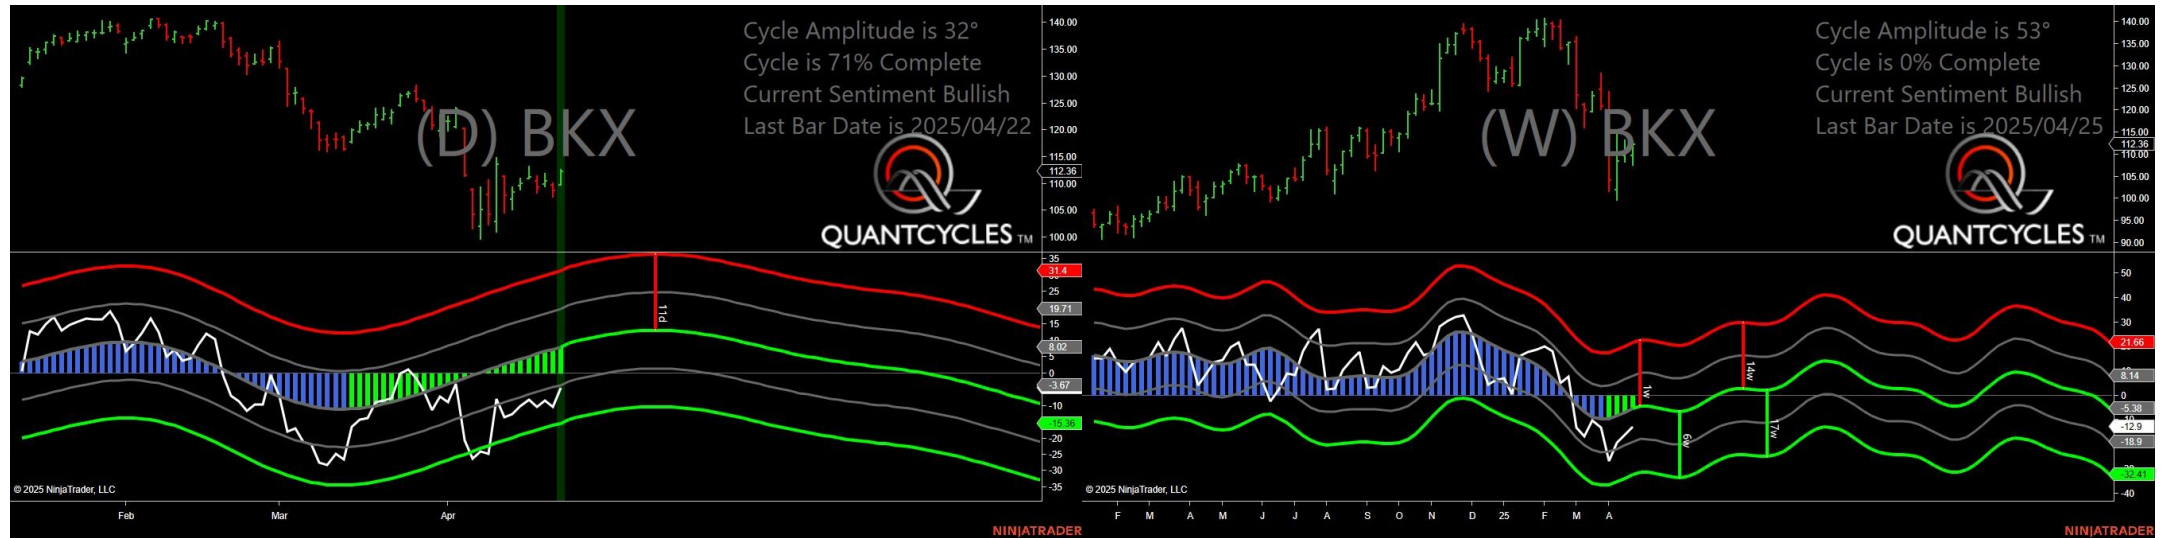 Cycle Amplitude is 32°
Cycle is 71% Complete
Current Sentiment Bullish
Last Bar Date is 2025/04/22
(D) BKX
QUANTCYCLES TM
140.00
135.00
130.00
125.00
120.00
115.00
112.36
110.00
105.00
100.00
35
31.4
25
19.71
15
8.02
5
0
-3.67
-10
-15.36
-20
-25
-30
-35
11d
© 2025 NinjaTrader, LLC
Feb Mar Apr
NINJATRADER
Cycle Amplitude is 53°
Cycle is 0% Complete
Current Sentiment Bullish
Last Bar Date is 2025/04/25
(W) BKX
QUANTCYCLES TM
140.00
135.00
130.00
125.00
120.00
115.00
112.36
110.00
105.00
100.00
95.00
90.00
50
40
30
21.66
8.14
0
-5.38
-12.9
-18.9
-32.41
-40
1w
6w
14w
17w
© 2025 NinjaTrader, LLC
F M A M J J A S O N D 25 F M A
NINJATRADER